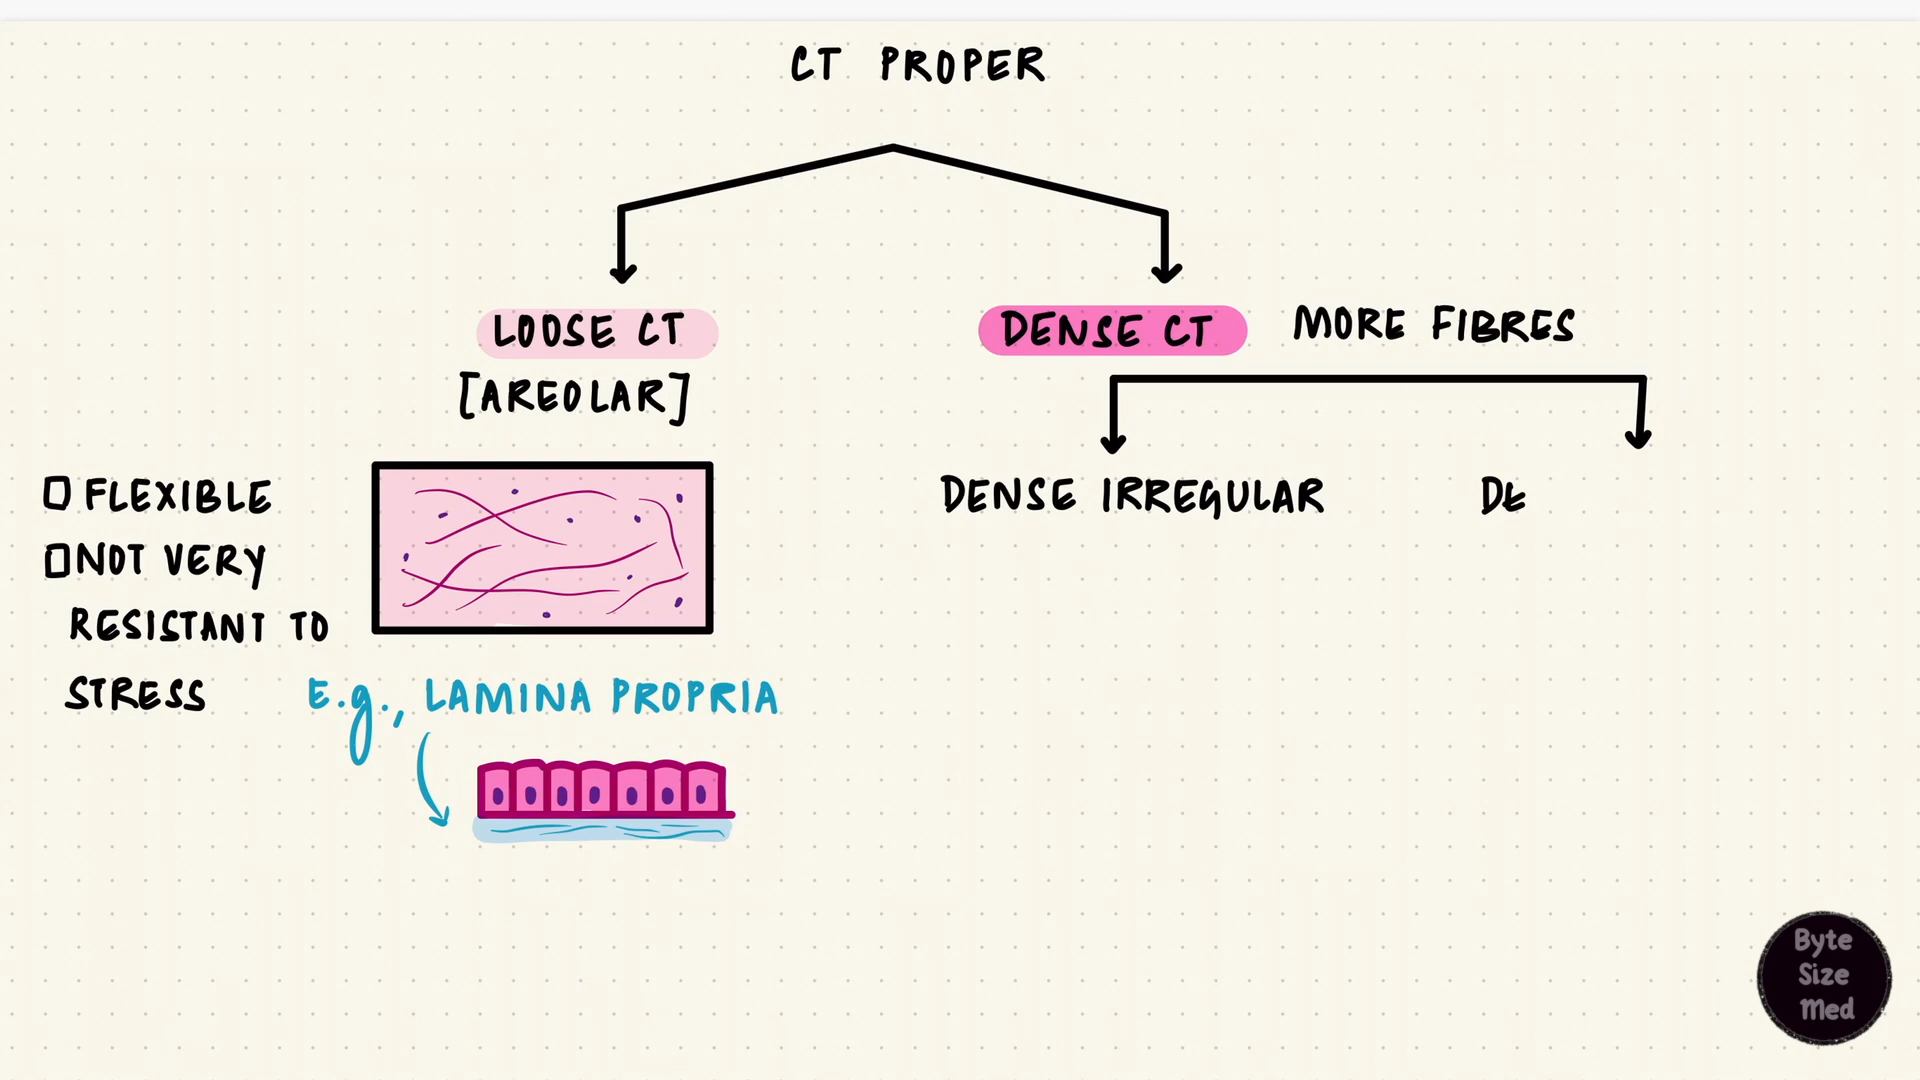 CT PROPER
LOOSE CT
[AREOLAR]
FLEXIBLE
NOT VERY
RESISTANT TO
STRESS
E.g., LAMINA PROPRIA
DENSE CT MORE FIBRES
DENSE IRREGULAR
DE
Byte
Size
Med